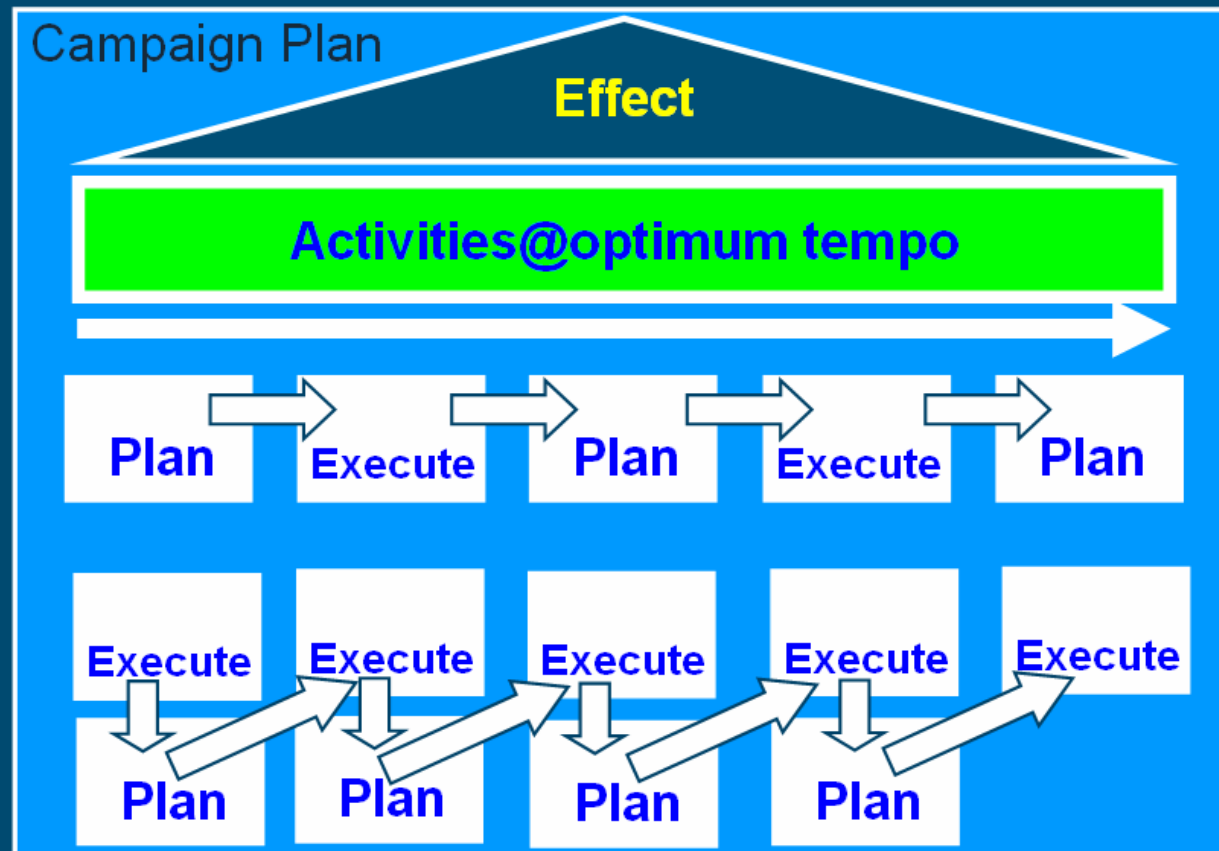 Campaign Plan
Effect
Activities@optimum tempo
Plan Execute Plan Execute Plan
Execute Execute Execute Execute Execute
Plan Plan Plan Plan